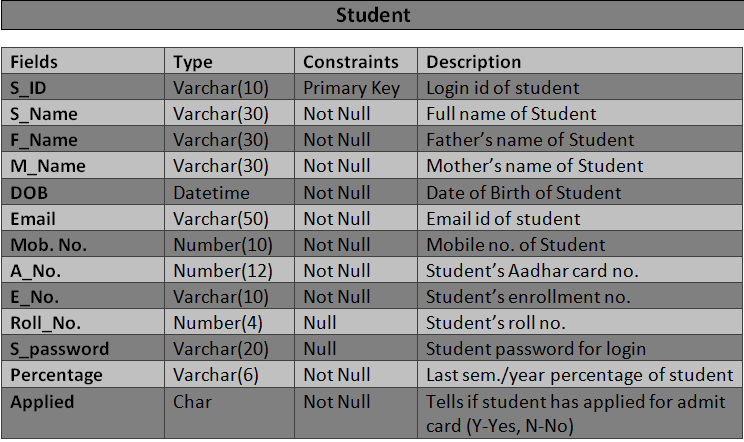 Student
Fields Type Constraints Description
S_ID Varchar(10) Primary Key Login id of student
S_Name Varchar(30) Not Null Full name of Student
F_Name Varchar(30) Not Null Father’s name of Student
M_Name Varchar(30) Not Null Mother’s name of Student
DOB Datetime Not Null Date of Birth of Student
Email Varchar(50) Not Null Email id of student
Mob. No. Number(10) Not Null Mobile no. of Student
A_No. Number(12) Not Null Student’s Aadhar card no.
E_No. Varchar(10) Not Null Student’s enrollment no.
Roll_No. Number(4) Null Student’s roll no.
S_password Varchar(20) Null Student password for login
Percentage Varchar(6) Not Null Last sem./year percentage of student
Applied Char Not Null Tells if student has applied for admit
card (Y-Yes, N-No)